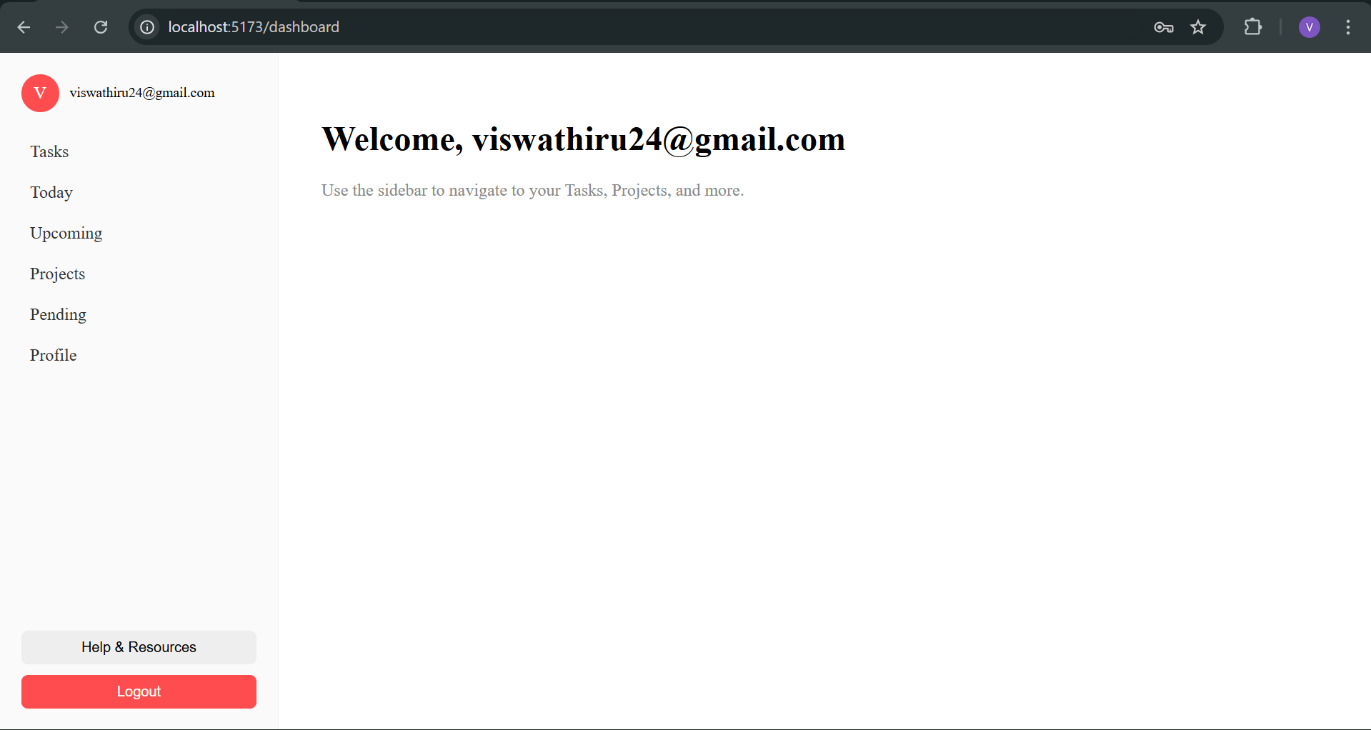 localhost:5173/dashboard
V
V
viswathiru24@gmail.com
Tasks
Today
Upcoming
Projects
Pending
Profile
Help & Resources
Logout
Welcome, viswathiru24@gmail.com
Use the sidebar to navigate to your Tasks, Projects, and more.